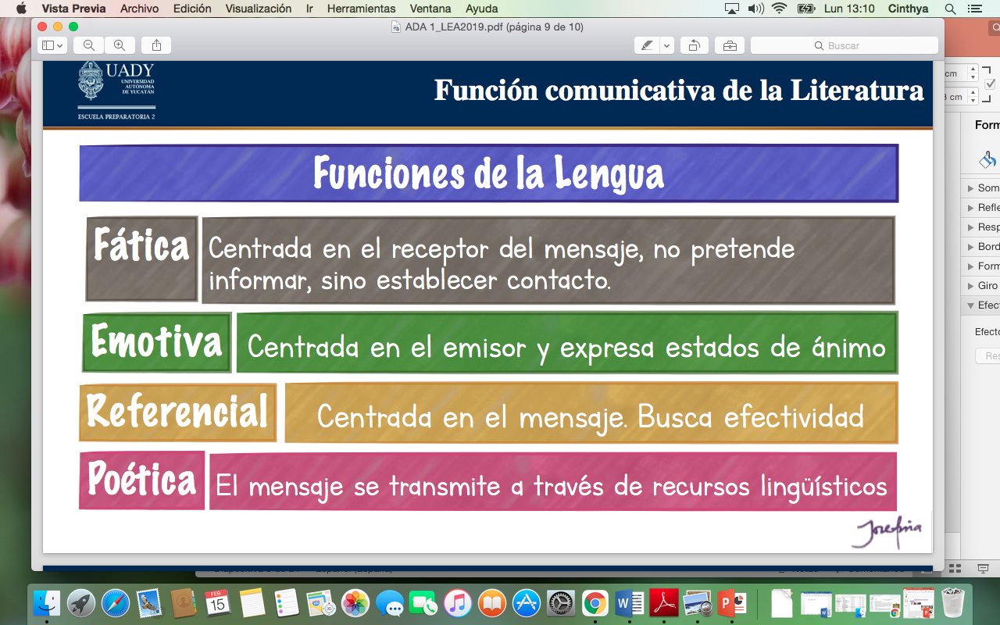 Vista Previa Archivo Edición Visualización Ir Herramientas Ventana Ayuda Lun 13:10 Cinthya
ADA 1_LEA2019.pdf (página 9 de 10)
Buscar
UADY
UNIVERSIDAD
AUTÓNOMA
DE YUCATÁN
ESCUELA PREPARATORIA 2
Función comunicativa de la Literatura
Funciones de la Lengua
Fática
Centrada en el receptor del mensaje, no pretende
informar, sino establecer contacto.
Emotiva
Centrada en el emisor y expresa estados de ánimo
Referencial
Centrada en el mensaje. Busca efectividad
Poética
El mensaje se transmite a través de recursos lingüísticos
Josefina
cm
cm
Form
Som
Refle
Resp
Bord
Form
Giro
Efec
Efecto
Res
FEB
15